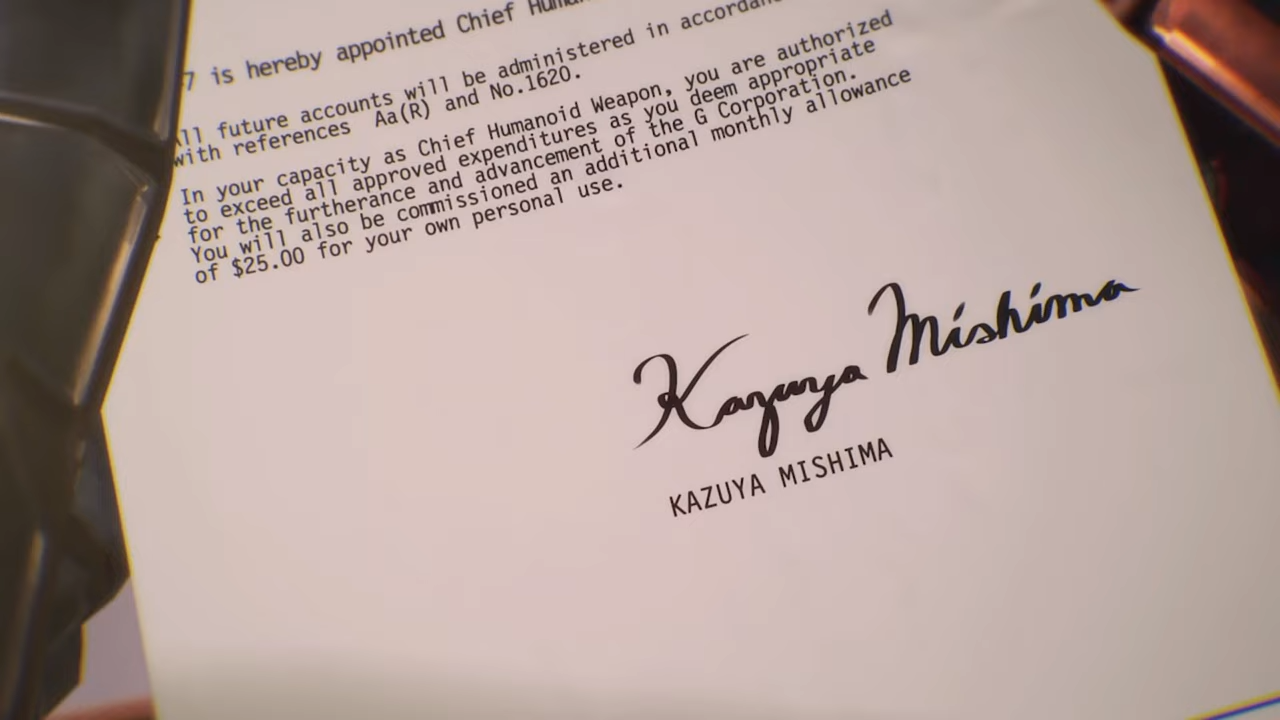 7 is hereby appointed Chief
ll future accounts will be administered in
with references Aa(R) and No.1620.
In your capacity as Chief Humanoid Weapon, you are authorized
to exceed all approved expenditures as you deem appropriate
for the furtherance and advancement of the G Corporation.
You will also be commissioned an additional monthly allowance
of $25.00 for your own personal use.
Kazuya Mishima
KAZUYA MISHIMA